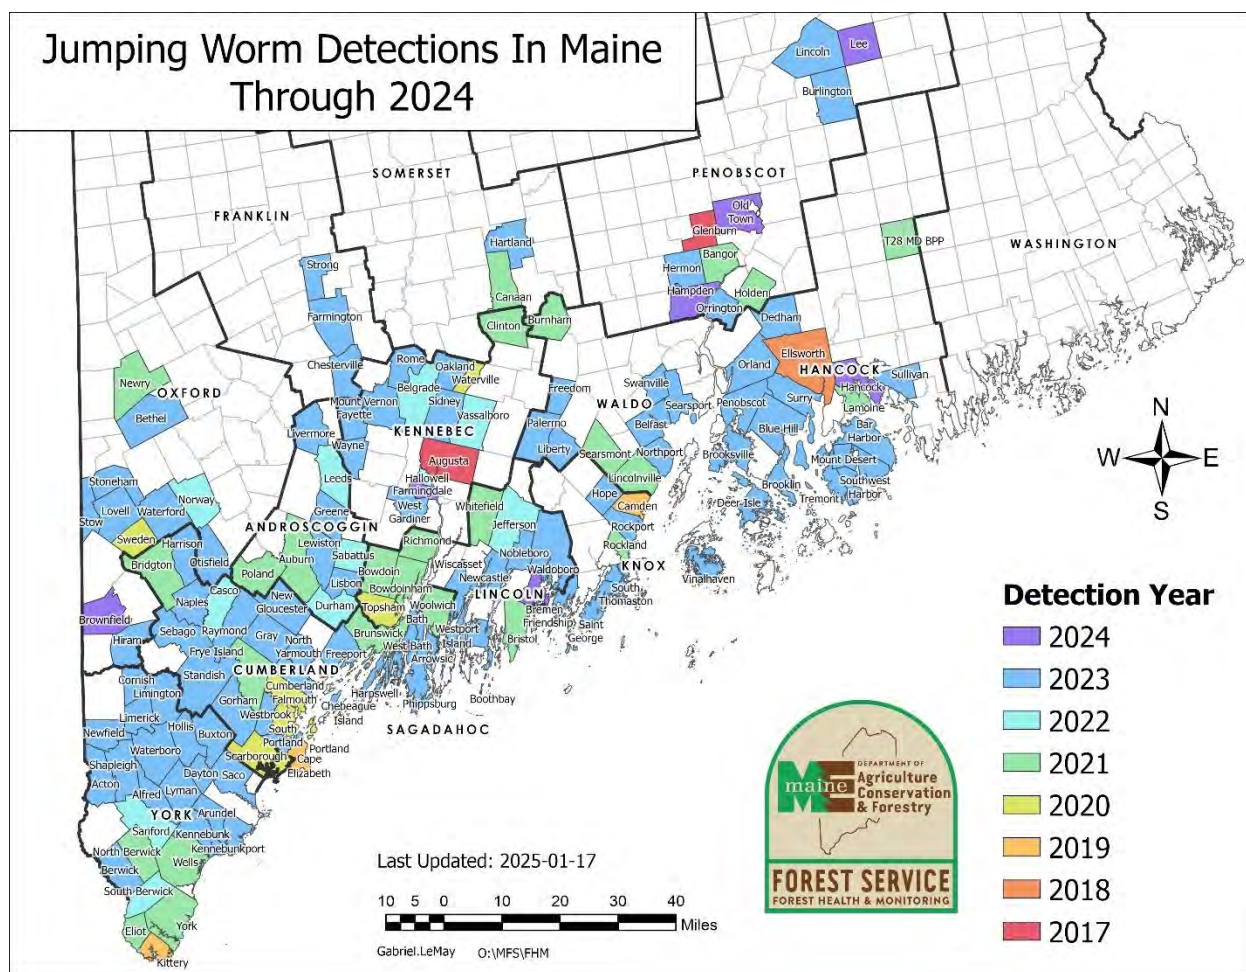 Jumping Worm Detections In Maine
Through 2024
Lincoln
Lee
Burlington
SOMERSET
PENOBSCOT
FRANKLIN
WASHINGTON
Old
Town
Glenburn
T28 MD BPP
Hartland
Bangor
Hermon
Strong
Hampden
Holden
Canaan
Orrington
Farmington
Clinton
Burnham
Dedham
Chesterville
Rome
Oakland
Waterville
Ellsworth
Orland
HANCOCK
Newry
OXFORD
Belgrade
Freedom
Swanville
Hancock
Sullivan
Bethel
Mount
Vernon
Sidney
WALDO
Searsport
Penobscot
Surry
Lamoine
Fayette
Vassalboro
Palermo
Belfast
Blue Hill
Bar
Harbor
Livermore
KENNEBEC
Wayne
Liberty
Searsmont
Northport
Brooksville
Mount Desert
Augusta
Lincolnville
Southwest
Harbor
Stoneham
Leeds
Hallowell
Farmingdale
Hope
Brooklin
Tremont
Norway
West
Gardiner
Whitefield
Camden
Deer Isle
Lovell
Waterford
Greene
Jefferson
Rockport
Stow
ANDROSCOGGIN
Sweden
Harrison
Lewiston
Richmond
Rockland
Otisfield
Auburn
Sabattus
Nobleboro
KNOX
Bridgton
Poland
Bowdoin
Wiscasset
Waldoboro
Vinalhaven
Lisbon
Newcastle
Naples
Casco
New
Gloucester
Durham
Bowdoinham
LINCOLN
South
Thomaston
Brownfield
Topsham
Woolwich
Bremen
Friendship
Saint
George
Sebago
Raymond
Gray
Bath
Hiram
North
Yarmouth
Freeport
Brunswick
Westport
Island
Bristol
Frye Island
West Bath
Arrowsic
Standish
CUMBERLAND
Cornish
Cumberland
Falmouth
Harpswell
Limington
Gorham
Chebeague
Island
Phippsburg
Boothbay
Limerick
Westbrook
Hollis
South
Portland
SAGADAHOC
Newfield
Buxton
Waterboro
Scarborough
Portland
Cape
Elizabeth
Shapleigh
Dayton
Saco
Acton
Alfred
Lyman
YORK
Arundel
Sanford
Kennebunk
North Berwick
Kennebunkport
Wells
Berwick
South Berwick
York
Eliot
Kittery
N
W
E
S
Detection Year
2024
2023
2022
2021
2020
2019
2018
2017
Last Updated: 2025-01-17
10 5 0 10 20 30 40
Miles
Gabriel.LeMay O:\MFS\FHM
DEPARTMENT OF
maine
Agriculture
Conservation
& Forestry
FOREST SERVICE
FOREST HEALTH & MONITORING